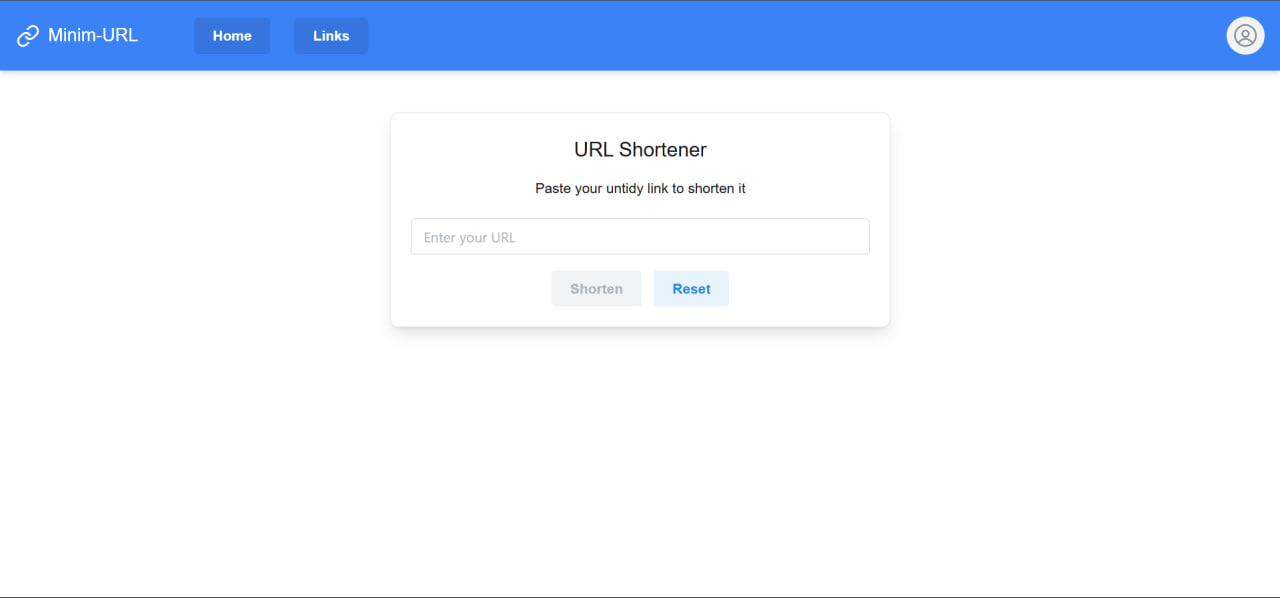 Minim-URL Home Links
URL Shortener
Paste your untidy link to shorten it
Enter your URL
Shorten Reset